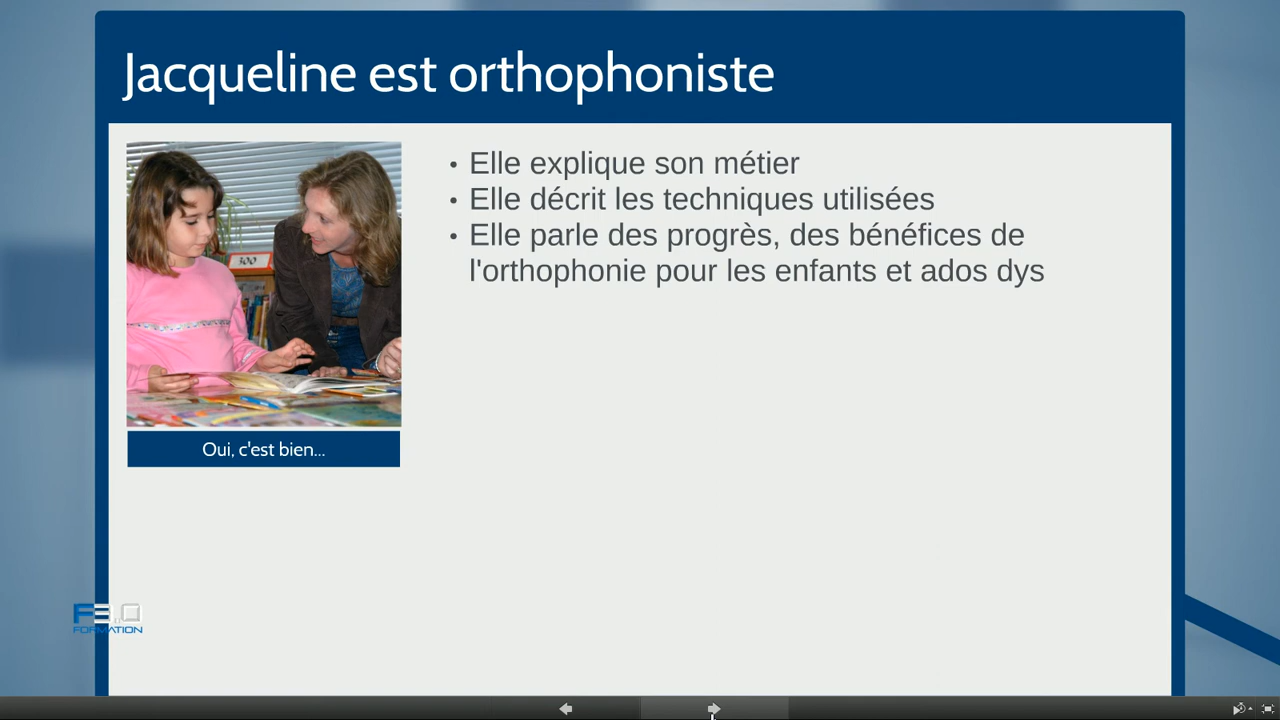 Jacqueline est orthophoniste
• Elle explique son métier
• Elle décrit les techniques utilisées
• Elle parle des progrès, des bénéfices de
l'orthophonie pour les enfants et ados dys
300
Oui, c'est bien...
FORMATION